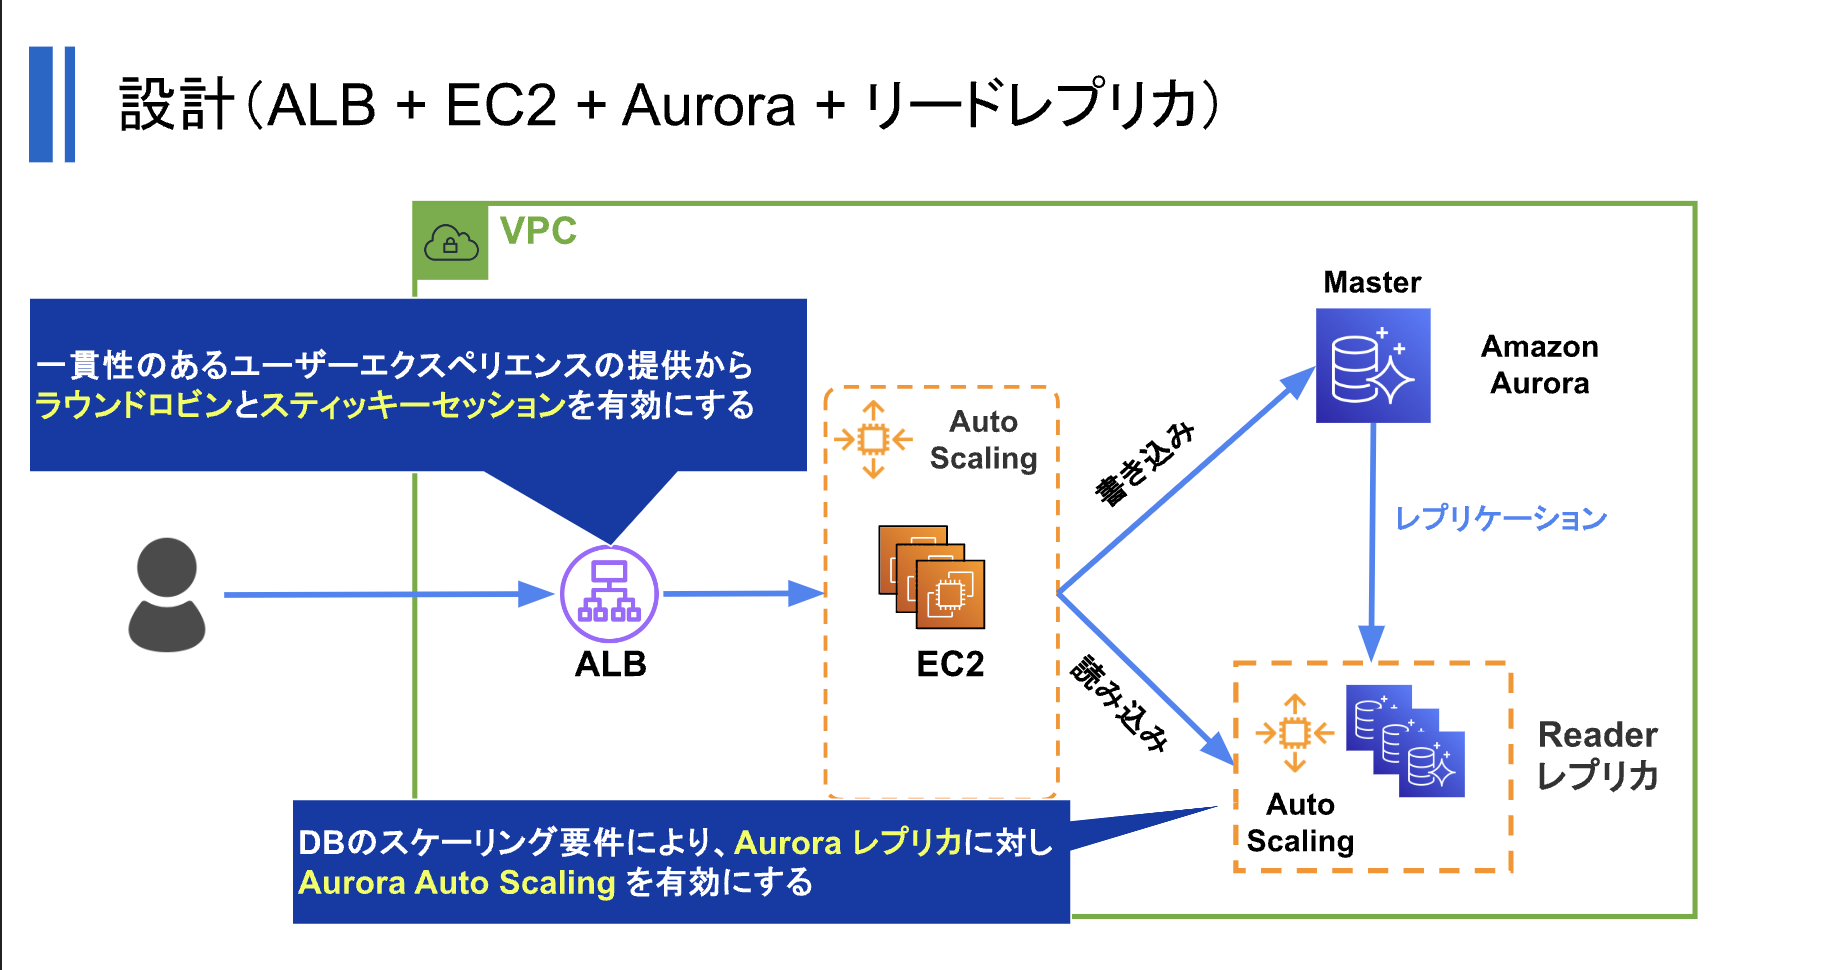 設計（ALB + EC2 + Aurora + リードレプリカ）
VPC
一貫性のあるユーザーエクスペリエンスの提供から
ラウンドロビンとスティッキーセッションを有効にする
ALB
Auto
Scaling
EC2
書き込み
読み込み
Master
Amazon
Aurora
レプリケーション
Auto
Scaling
Reader
レプリカ
DBのスケーリング要件により、Aurora レプリカに対し
Aurora Auto Scaling を有効にする